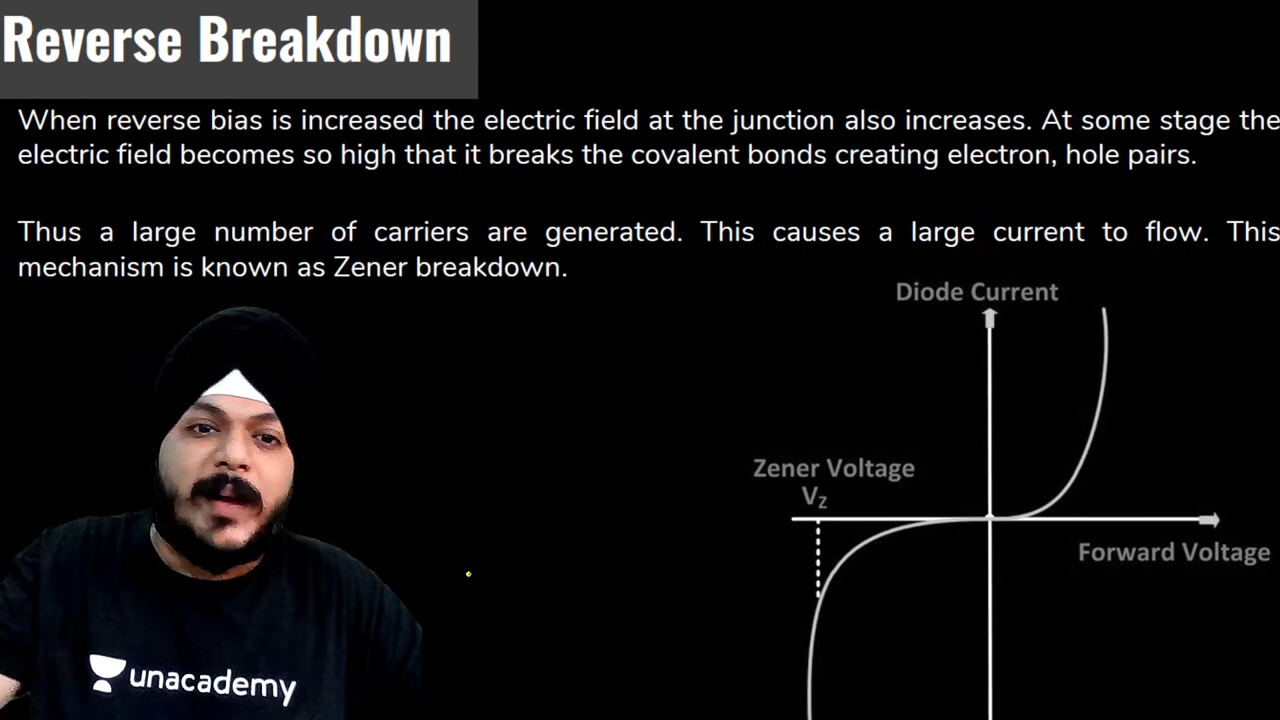 Reverse Breakdown
When reverse bias is increased the electric field at the junction also increases. At some stage the
electric field becomes so high that it breaks the covalent bonds creating electron, hole pairs.
Thus a large number of carriers are generated. This causes a large current to flow. This
mechanism is known as Zener breakdown.
Diode Current
Zener Voltage
Vz
Forward Voltage
unacademy